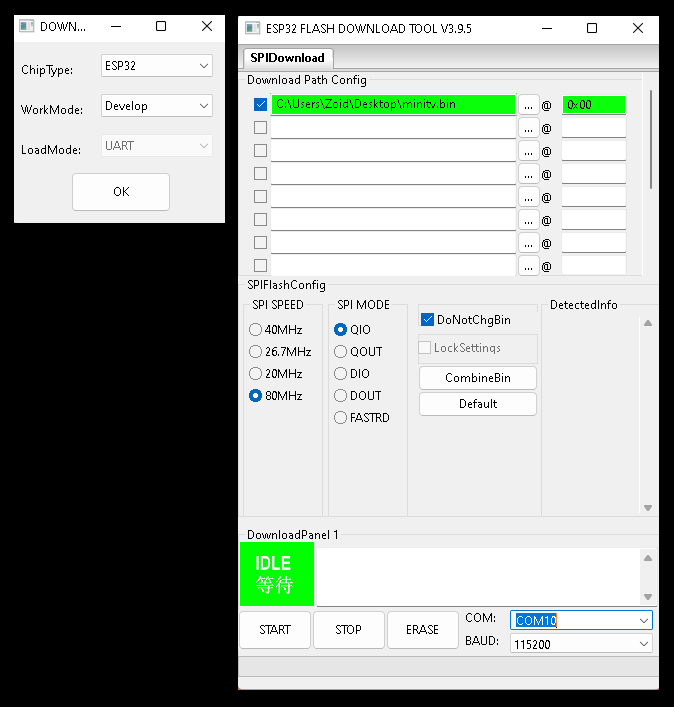 DOWN...
ChipType:
ESP32
WorkMode:
Develop
LoadMode:
UART
OK
ESP32 FLASH DOWNLOAD TOOL V3.9.5
SPIDownload
Download Path Config
C:\Users\Zoid\Desktop\minitv.bin
...
@
0x00
...
@
...
@
...
@
...
@
...
@
...
@
...
@
SPIFlashConfig
SPI SPEED
40MHz
26.7MHz
20MHz
80MHz
SPI MODE
QIO
QOUT
DIO
DOUT
FASTRD
DoNotChgBin
LockSettings
CombineBin
Default
DetectedInfo
DownloadPanel 1
IDLE
等待
START
STOP
ERASE
COM:
COM10
BAUD:
115200